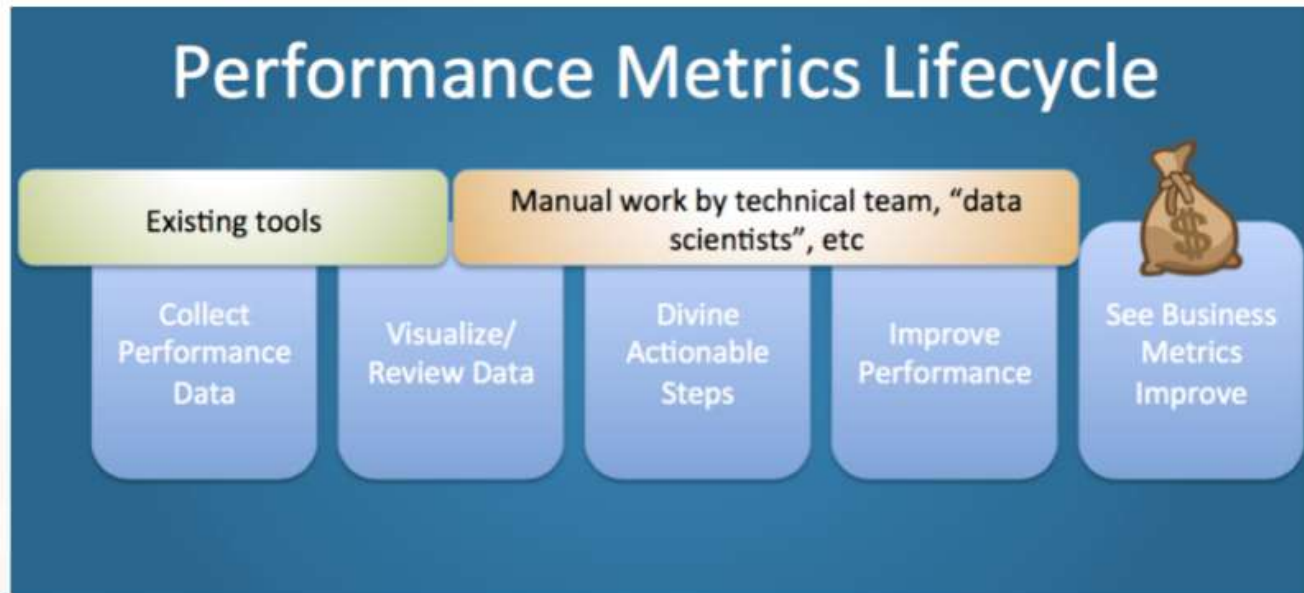 Performance Metrics Lifecycle
Existing tools
Manual work by technical team, “data
scientists”, etc
Collect
Performance
Data
Visualize/
Review Data
Divine
Actionable
Steps
Improve
Performance
See Business
Metrics
Improve
$